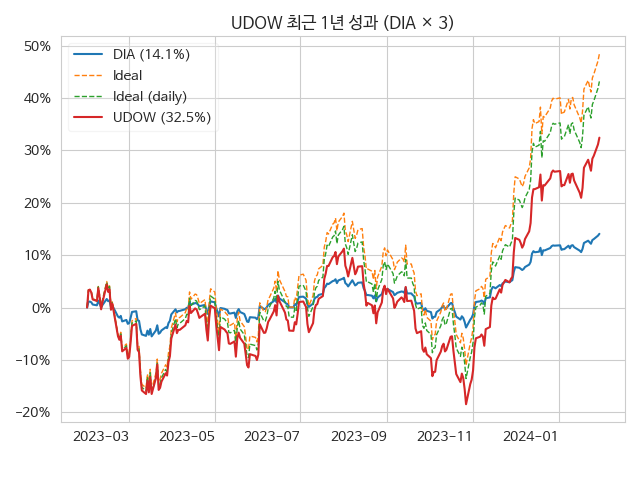 UDOW 최근 1년 성과 (DIA × 3)
50%
40%
30%
20%
10%
0%
−10%
−20%
DIA (14.1%)
Ideal
Ideal (daily)
UDOW (32.5%)
2023−03
2023−05
2023−07
2023−09
2023−11
2024−01